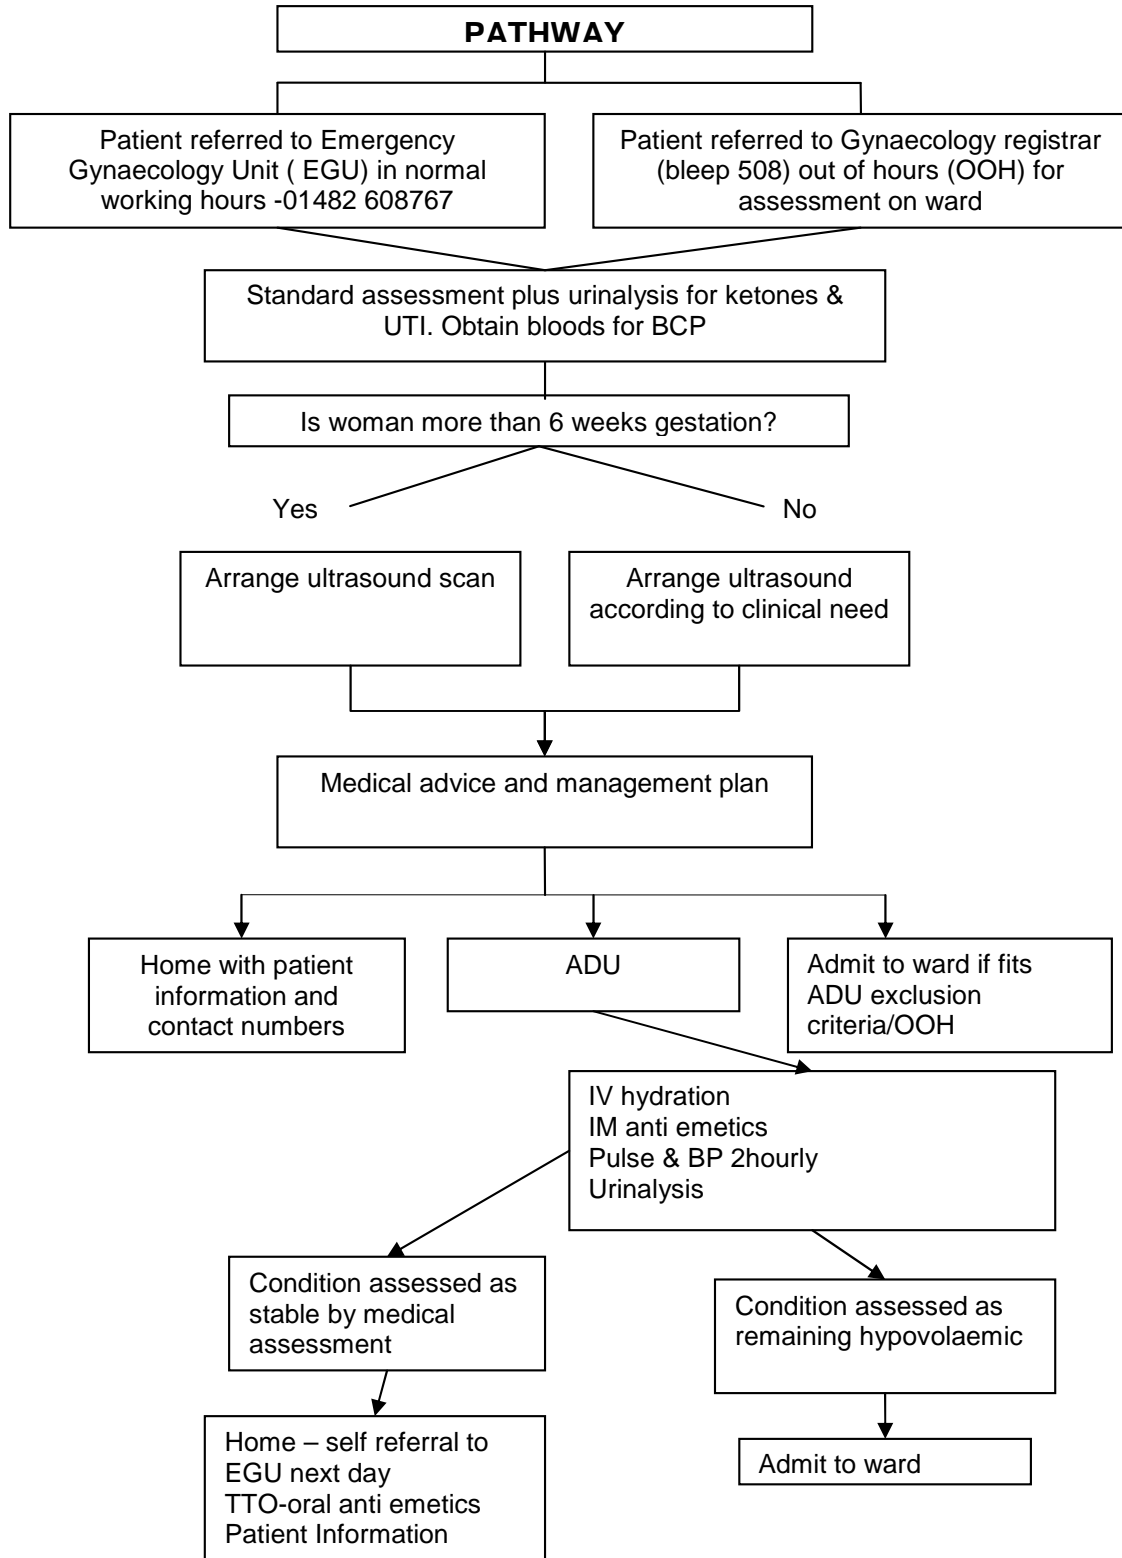 PATHWAY
Patient referred to Emergency
Gynaecology Unit ( EGU) in normal
working hours -01482 608767
Patient referred to Gynaecology registrar
(bleep 508) out of hours (OOH) for
assessment on ward
Standard assessment plus urinalysis for ketones &
UTI. Obtain bloods for BCP
Is woman more than 6 weeks gestation?
Yes
No
Arrange ultrasound scan
Arrange ultrasound
according to clinical need
Medical advice and management plan
Home with patient
information and
contact numbers
ADU
Admit to ward if fits
ADU exclusion
criteria/OOH
IV hydration
IM anti emetics
Pulse & BP 2hourly
Urinalysis
Condition assessed as
stable by medical
assessment
Condition assessed as
remaining hypovolaemic
Home – self referral to
EGU next day
TTO-oral anti emetics
Patient Information
Admit to ward